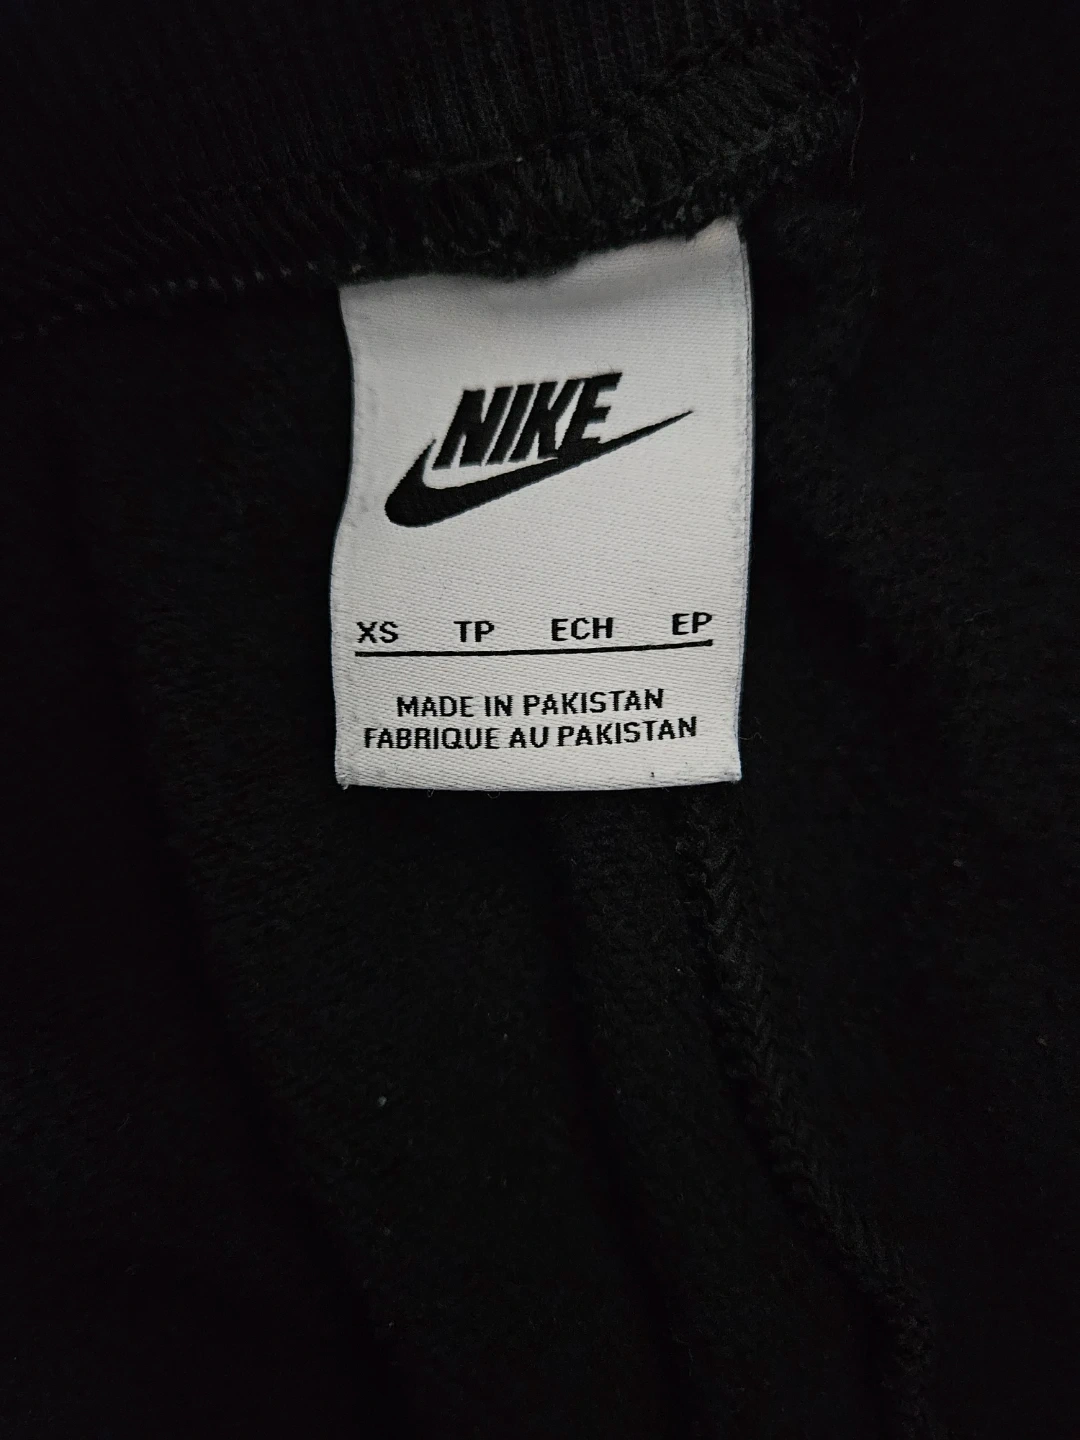 NIKE
XS TP ECH EP
MADE IN PAKISTAN
FABRIQUE AU PAKISTAN